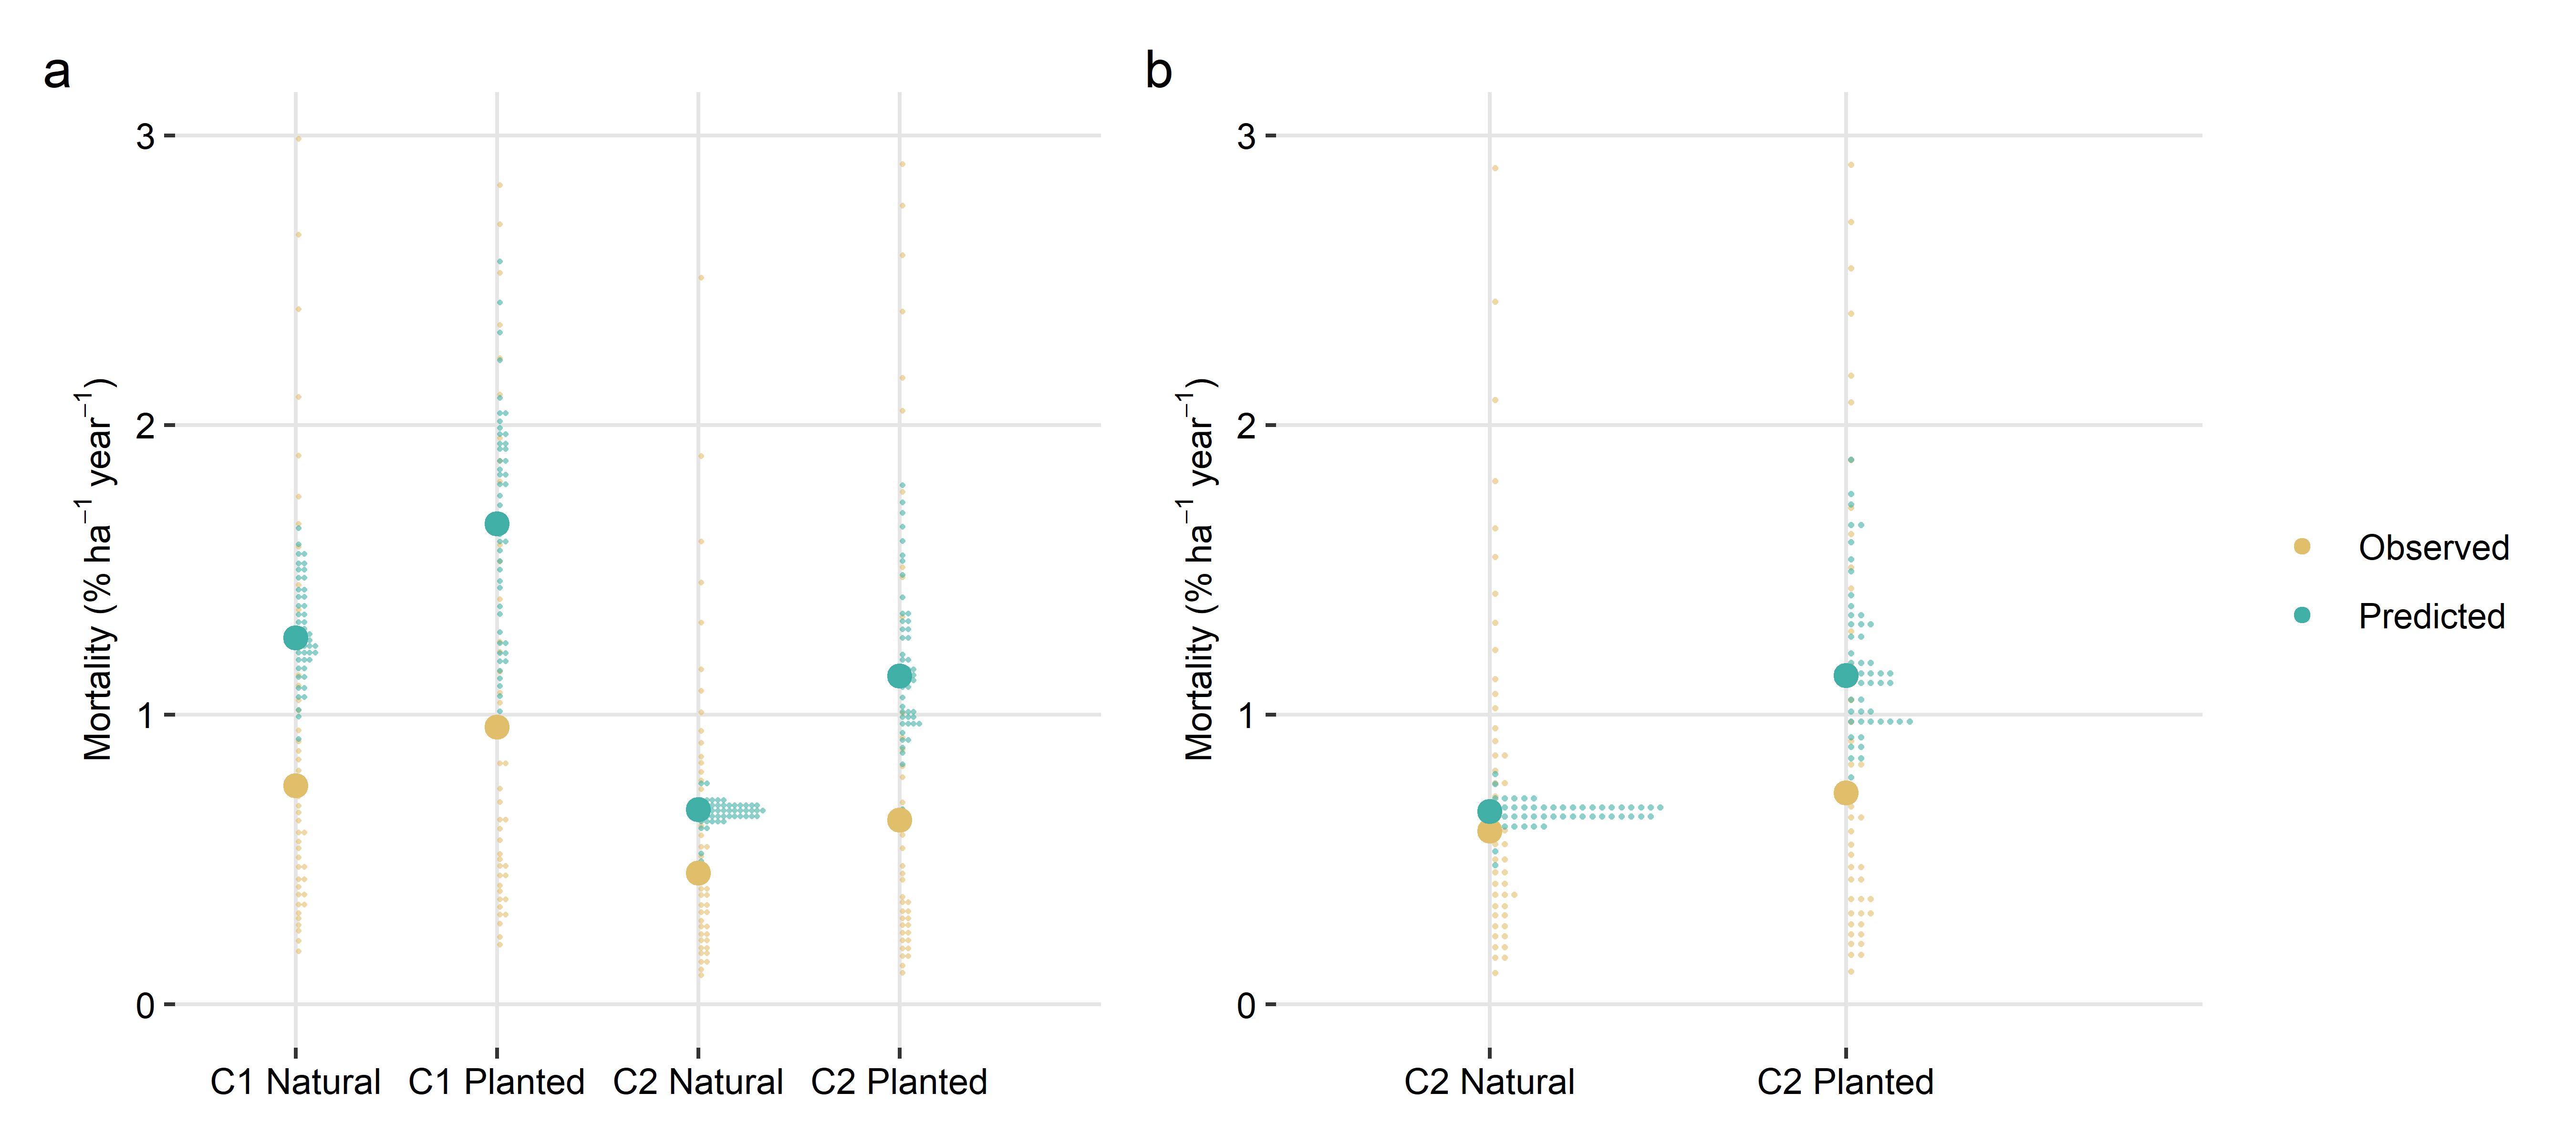 a
Mortality (% ha⁻¹ year⁻¹)
3
2
1
0
C1 Natural C1 Planted C2 Natural C2 Planted
b
Mortality (% ha⁻¹ year⁻¹)
3
2
1
0
C2 Natural C2 Planted
Observed
Predicted